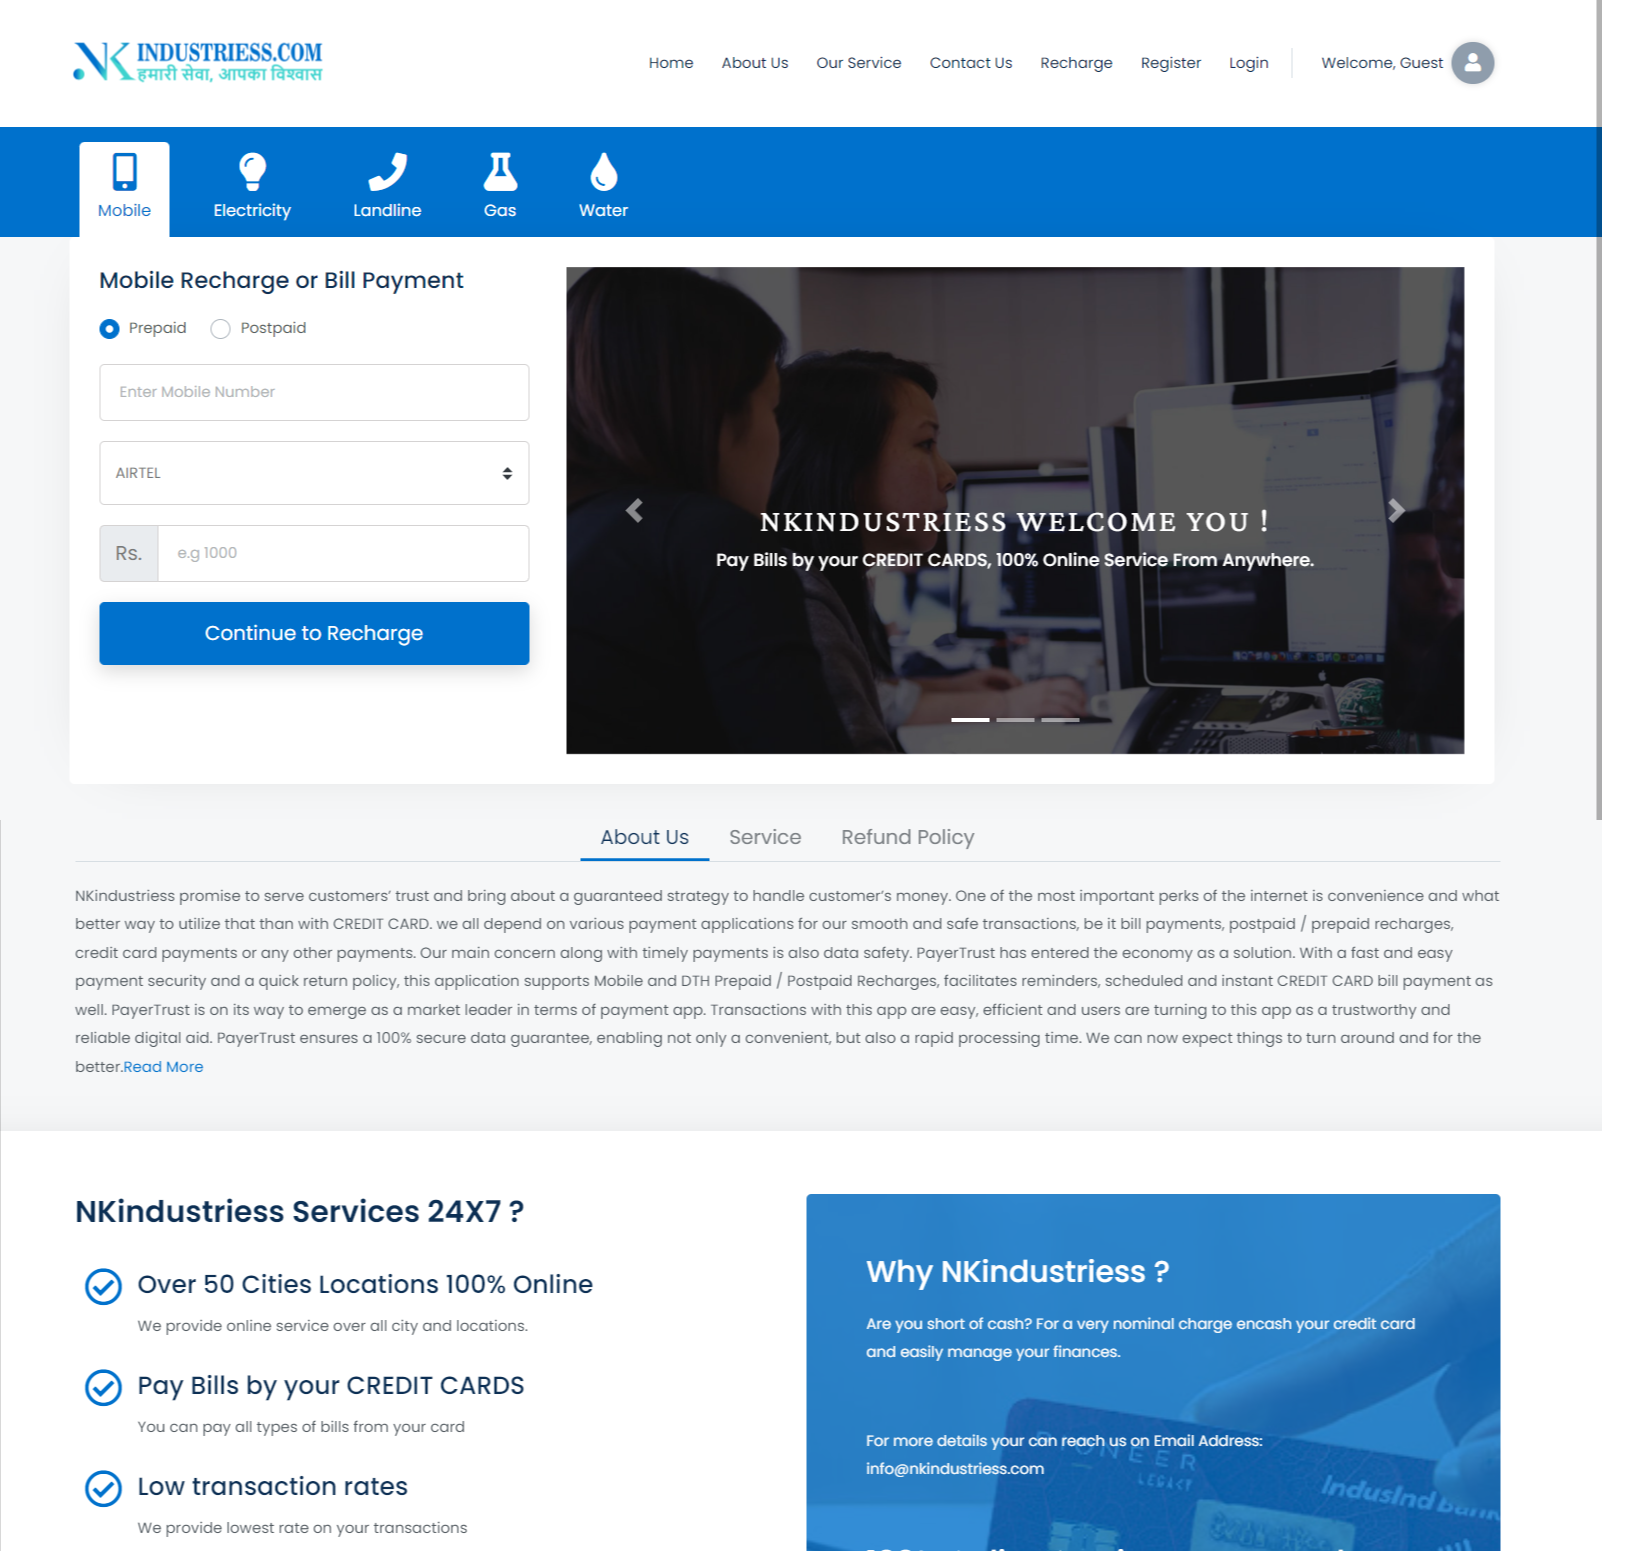 NK INDUSTRIESS.COM
हमारी सेवा, आपका विश्वास
Home About Us Our Service Contact Us Recharge Register Login Welcome, Guest
Mobile Electricity Landline Gas Water
Mobile Recharge or Bill Payment
Prepaid Postpaid
Enter Mobile Number
AIRTEL
Rs. e.g 1000
Continue to Recharge
NKINDUSTRIESS WELCOME YOU !
Pay Bills by your CREDIT CARDS, 100% Online Service From Anywhere.
About Us Service Refund Policy
NKindustriess promise to serve customers’ trust and bring about a guaranteed strategy to handle customer’s money. One of the most important perks of the internet is convenience and what
better way to utilize that than with CREDIT CARD. we all depend on various payment applications for our smooth and safe transactions, be it bill payments, postpaid / prepaid recharges,
credit card payments or any other payments. Our main concern along with timely payments is also data safety. PayerTrust has entered the economy as a solution. With a fast and easy
payment security and a quick return policy, this application supports Mobile and DTH Prepaid / Postpaid Recharges, facilitates reminders, scheduled and instant CREDIT CARD bill payment as
well. PayerTrust is on its way to emerge as a market leader in terms of payment app. Transactions with this app are easy, efficient and users are turning to this app as a trustworthy and
reliable digital aid. PayerTrust ensures a 100% secure data guarantee, enabling not only a convenient, but also a rapid processing time. We can now expect things to turn around and for the
better.Read More
NKindustriess Services 24X7 ?
Over 50 Cities Locations 100% Online
We provide online service over all city and locations.
Pay Bills by your CREDIT CARDS
You can pay all types of bills from your card
Low transaction rates
We provide lowest rate on your transactions
Why NKindustriess ?
Are you short of cash? For a very nominal charge encash your credit card
and easily manage your finances.
For more details your can reach us on Email Address:
info@nkindustriess.com
PIONEER
LEGACY
IndusInd Bank